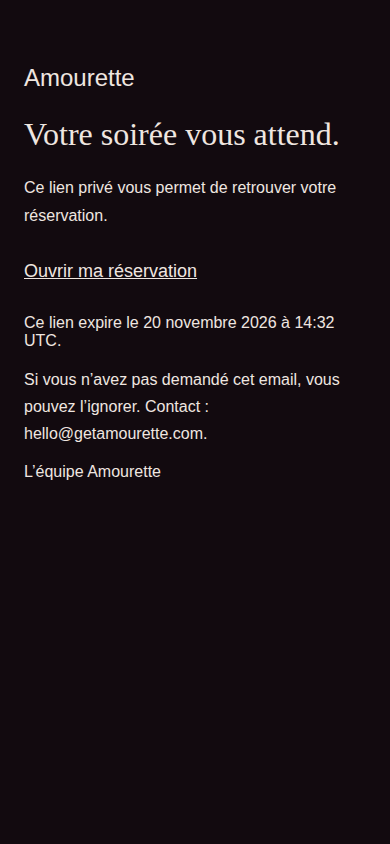 Amourette
Votre soirée vous attend.
Ce lien privé vous permet de retrouver votre
réservation.
Ouvrir ma réservation
Ce lien expire le 20 novembre 2026 à 14:32
UTC.
Si vous n’avez pas demandé cet email, vous
pouvez l’ignorer. Contact :
hello@getamourette.com.
L’équipe Amourette